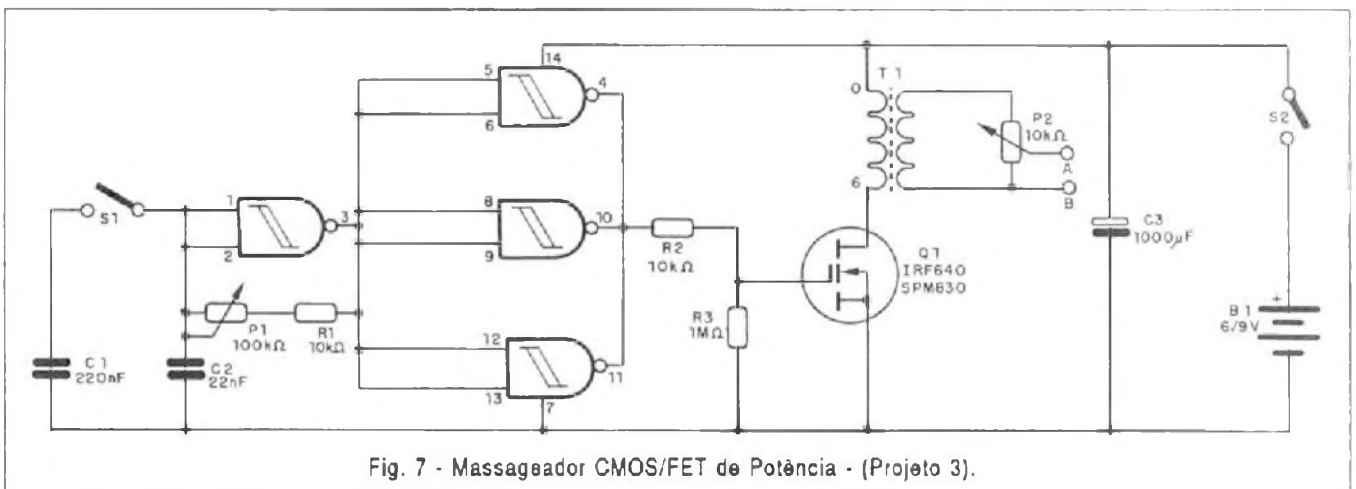 5
6
14
4
S1
1
2
3
8
9
10
R2
10kΩ
P1
100kΩ
R1
10kΩ
12
13
11
7
C1
220nF
C2
22nF
R3
1MΩ
T1
0
6
P2
10kΩ
A
B
Q1
IRF640
SPM830
C3
1000µF
S2
+
B1
6/9V
Fig. 7 - Massageador CMOS/FET de Potência - (Projeto 3).